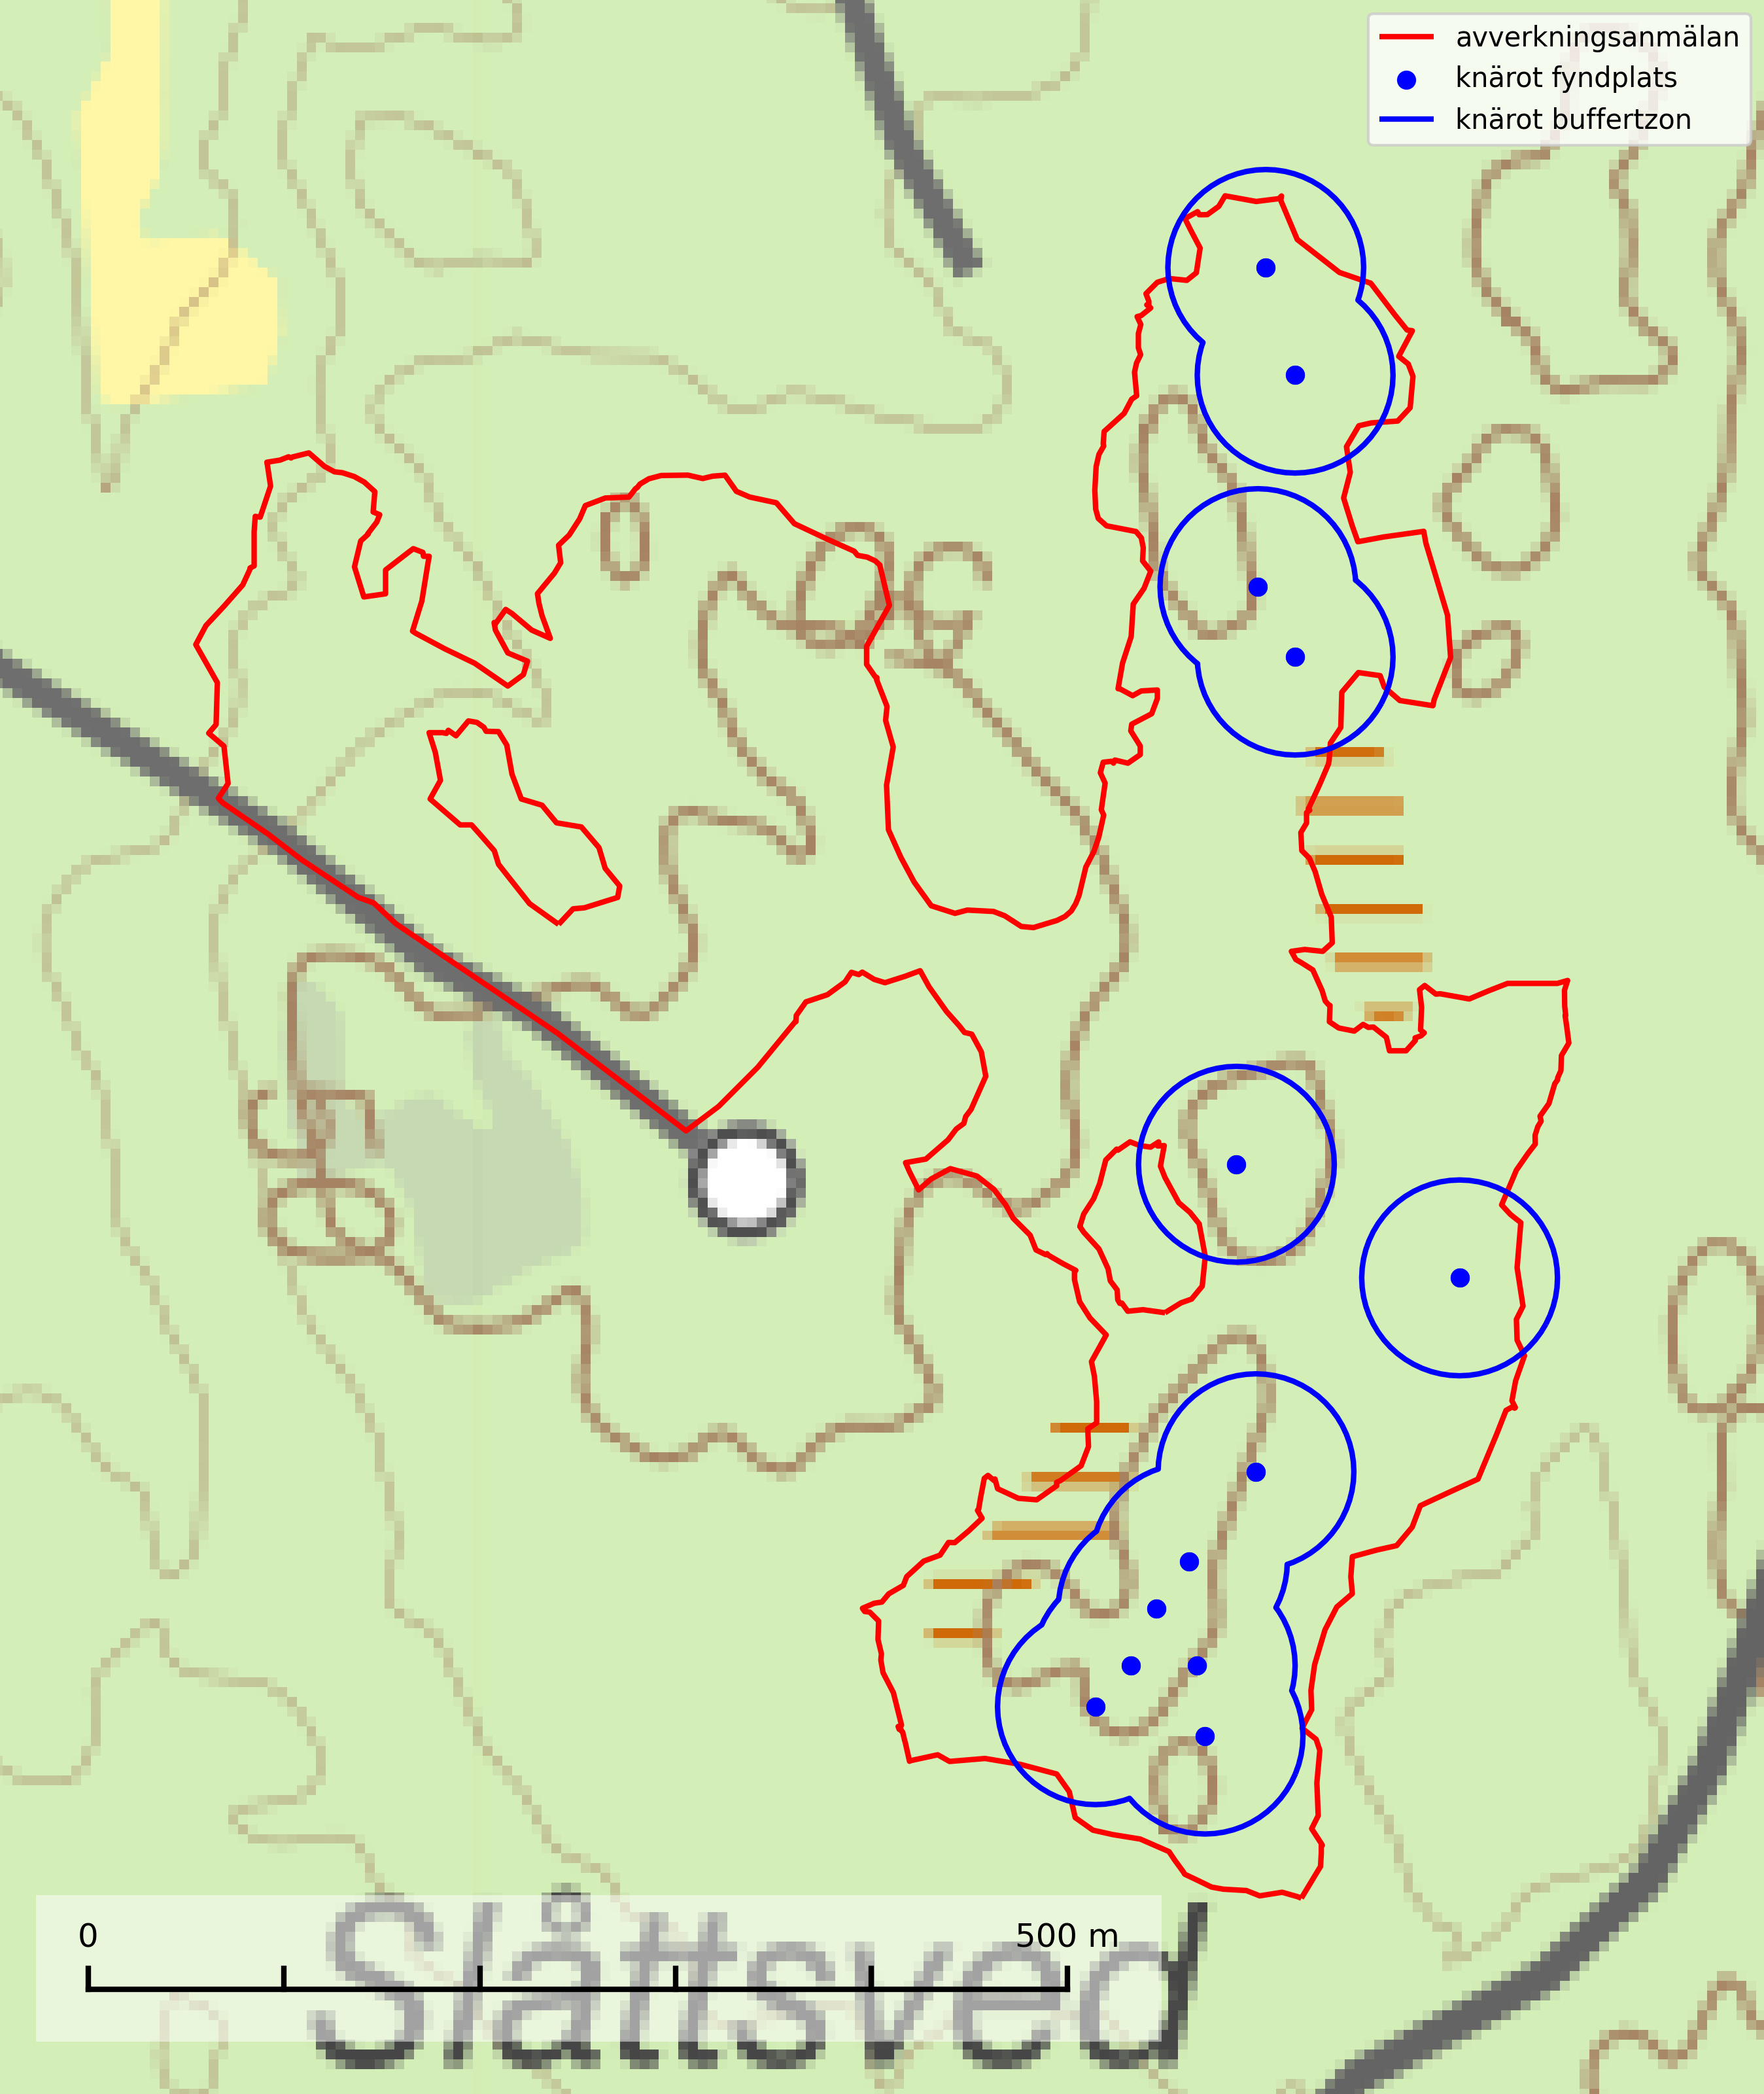 avverkningsanmälan
knärot fyndplats
knärot buffertzon
0 500 m
Slåttsved